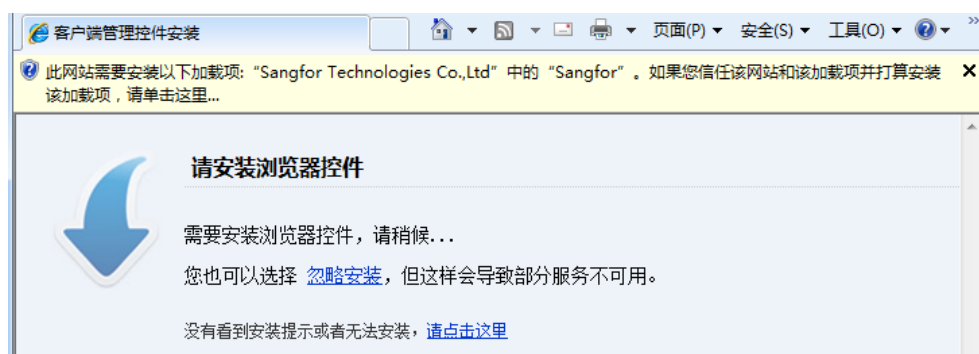 客户端管理控件安装
页面(P) 安全(S) 工具(O)
此网站需要安装以下加载项:“Sangfor Technologies Co.,Ltd”中的“Sangfor”。如果您信任该网站和该加载项并打算安装
该加载项，请单击这里...
请安装浏览器控件
需要安装浏览器控件，请稍候...
您也可以选择 忽略安装，但这样会导致部分服务不可用。
没有看到安装提示或者无法安装，请点击这里